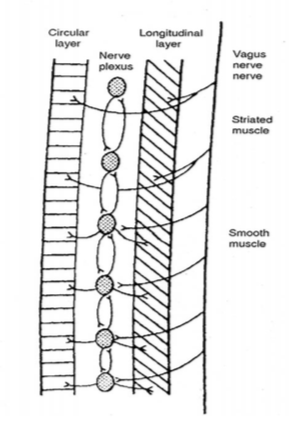 Circular
layer
Nerve
plexus
Longitudinal
layer
Vagus
nerve
nerve
Striated
muscle
Smooth
muscle